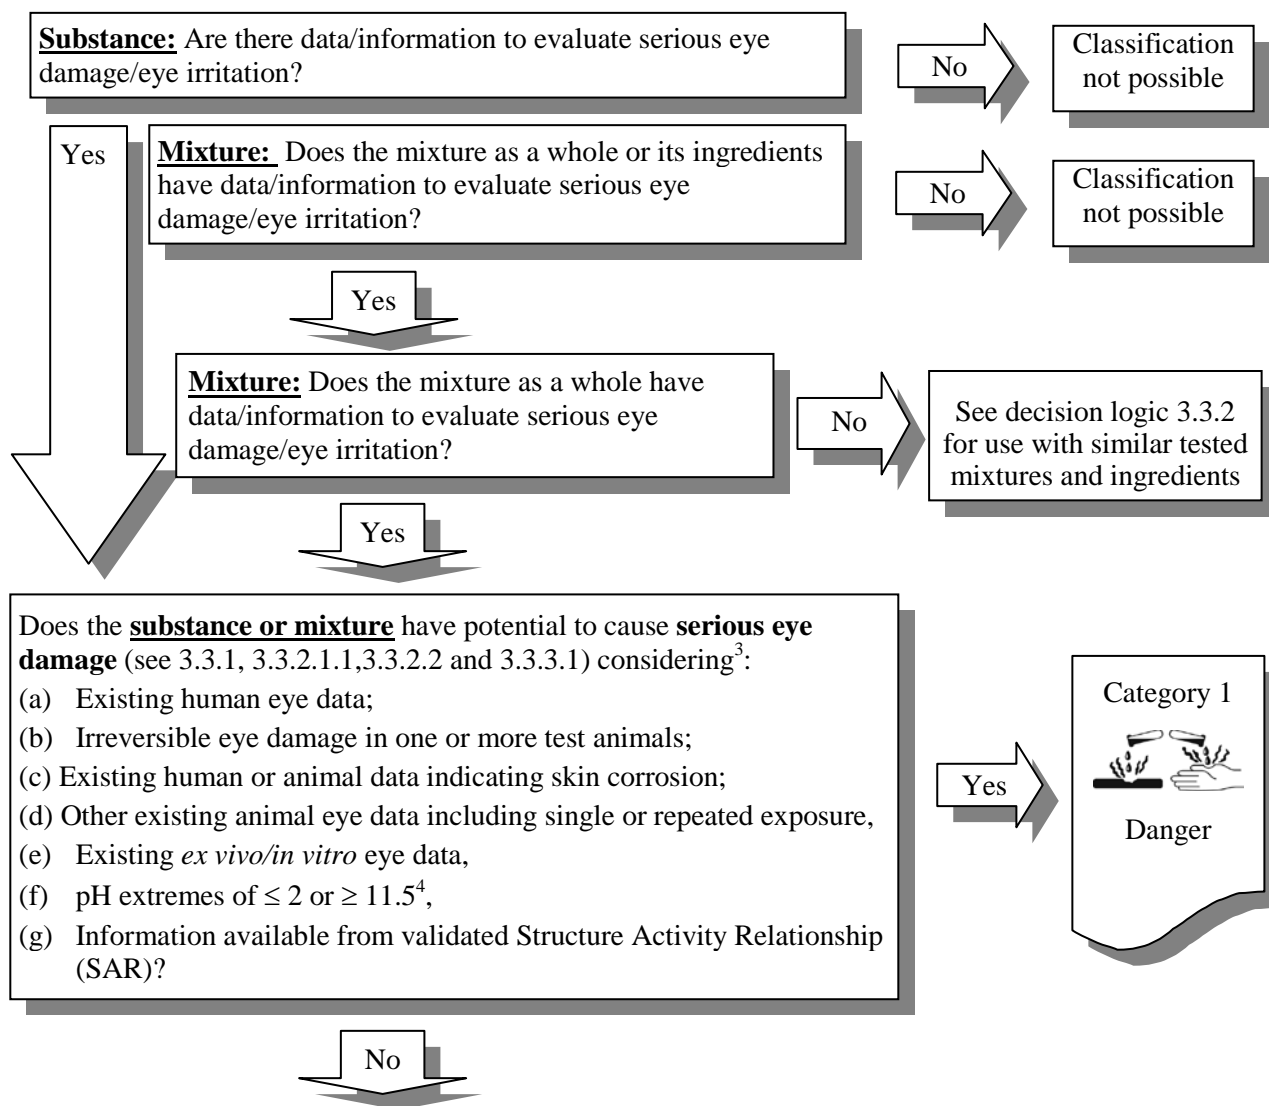 Substance: Are there data/information to evaluate serious eye
damage/eye irritation?
No
Classification
not possible
Yes
Mixture: Does the mixture as a whole or its ingredients
have data/information to evaluate serious eye
damage/eye irritation?
No
Classification
not possible
Yes
Mixture: Does the mixture as a whole have
data/information to evaluate serious eye
damage/eye irritation?
No
See decision logic 3.3.2
for use with similar tested
mixtures and ingredients
Yes
Does the substance or mixture have potential to cause serious eye
damage (see 3.3.1, 3.3.2.1.1,3.3.2.2 and 3.3.3.1) considering³:
(a) Existing human eye data;
(b) Irreversible eye damage in one or more test animals;
(c) Existing human or animal data indicating skin corrosion;
(d) Other existing animal eye data including single or repeated exposure,
(e) Existing ex vivo/in vitro eye data,
(f) pH extremes of ≤ 2 or ≥ 11.5⁴,
(g) Information available from validated Structure Activity Relationship
(SAR)?
Yes
Category 1
Danger
No